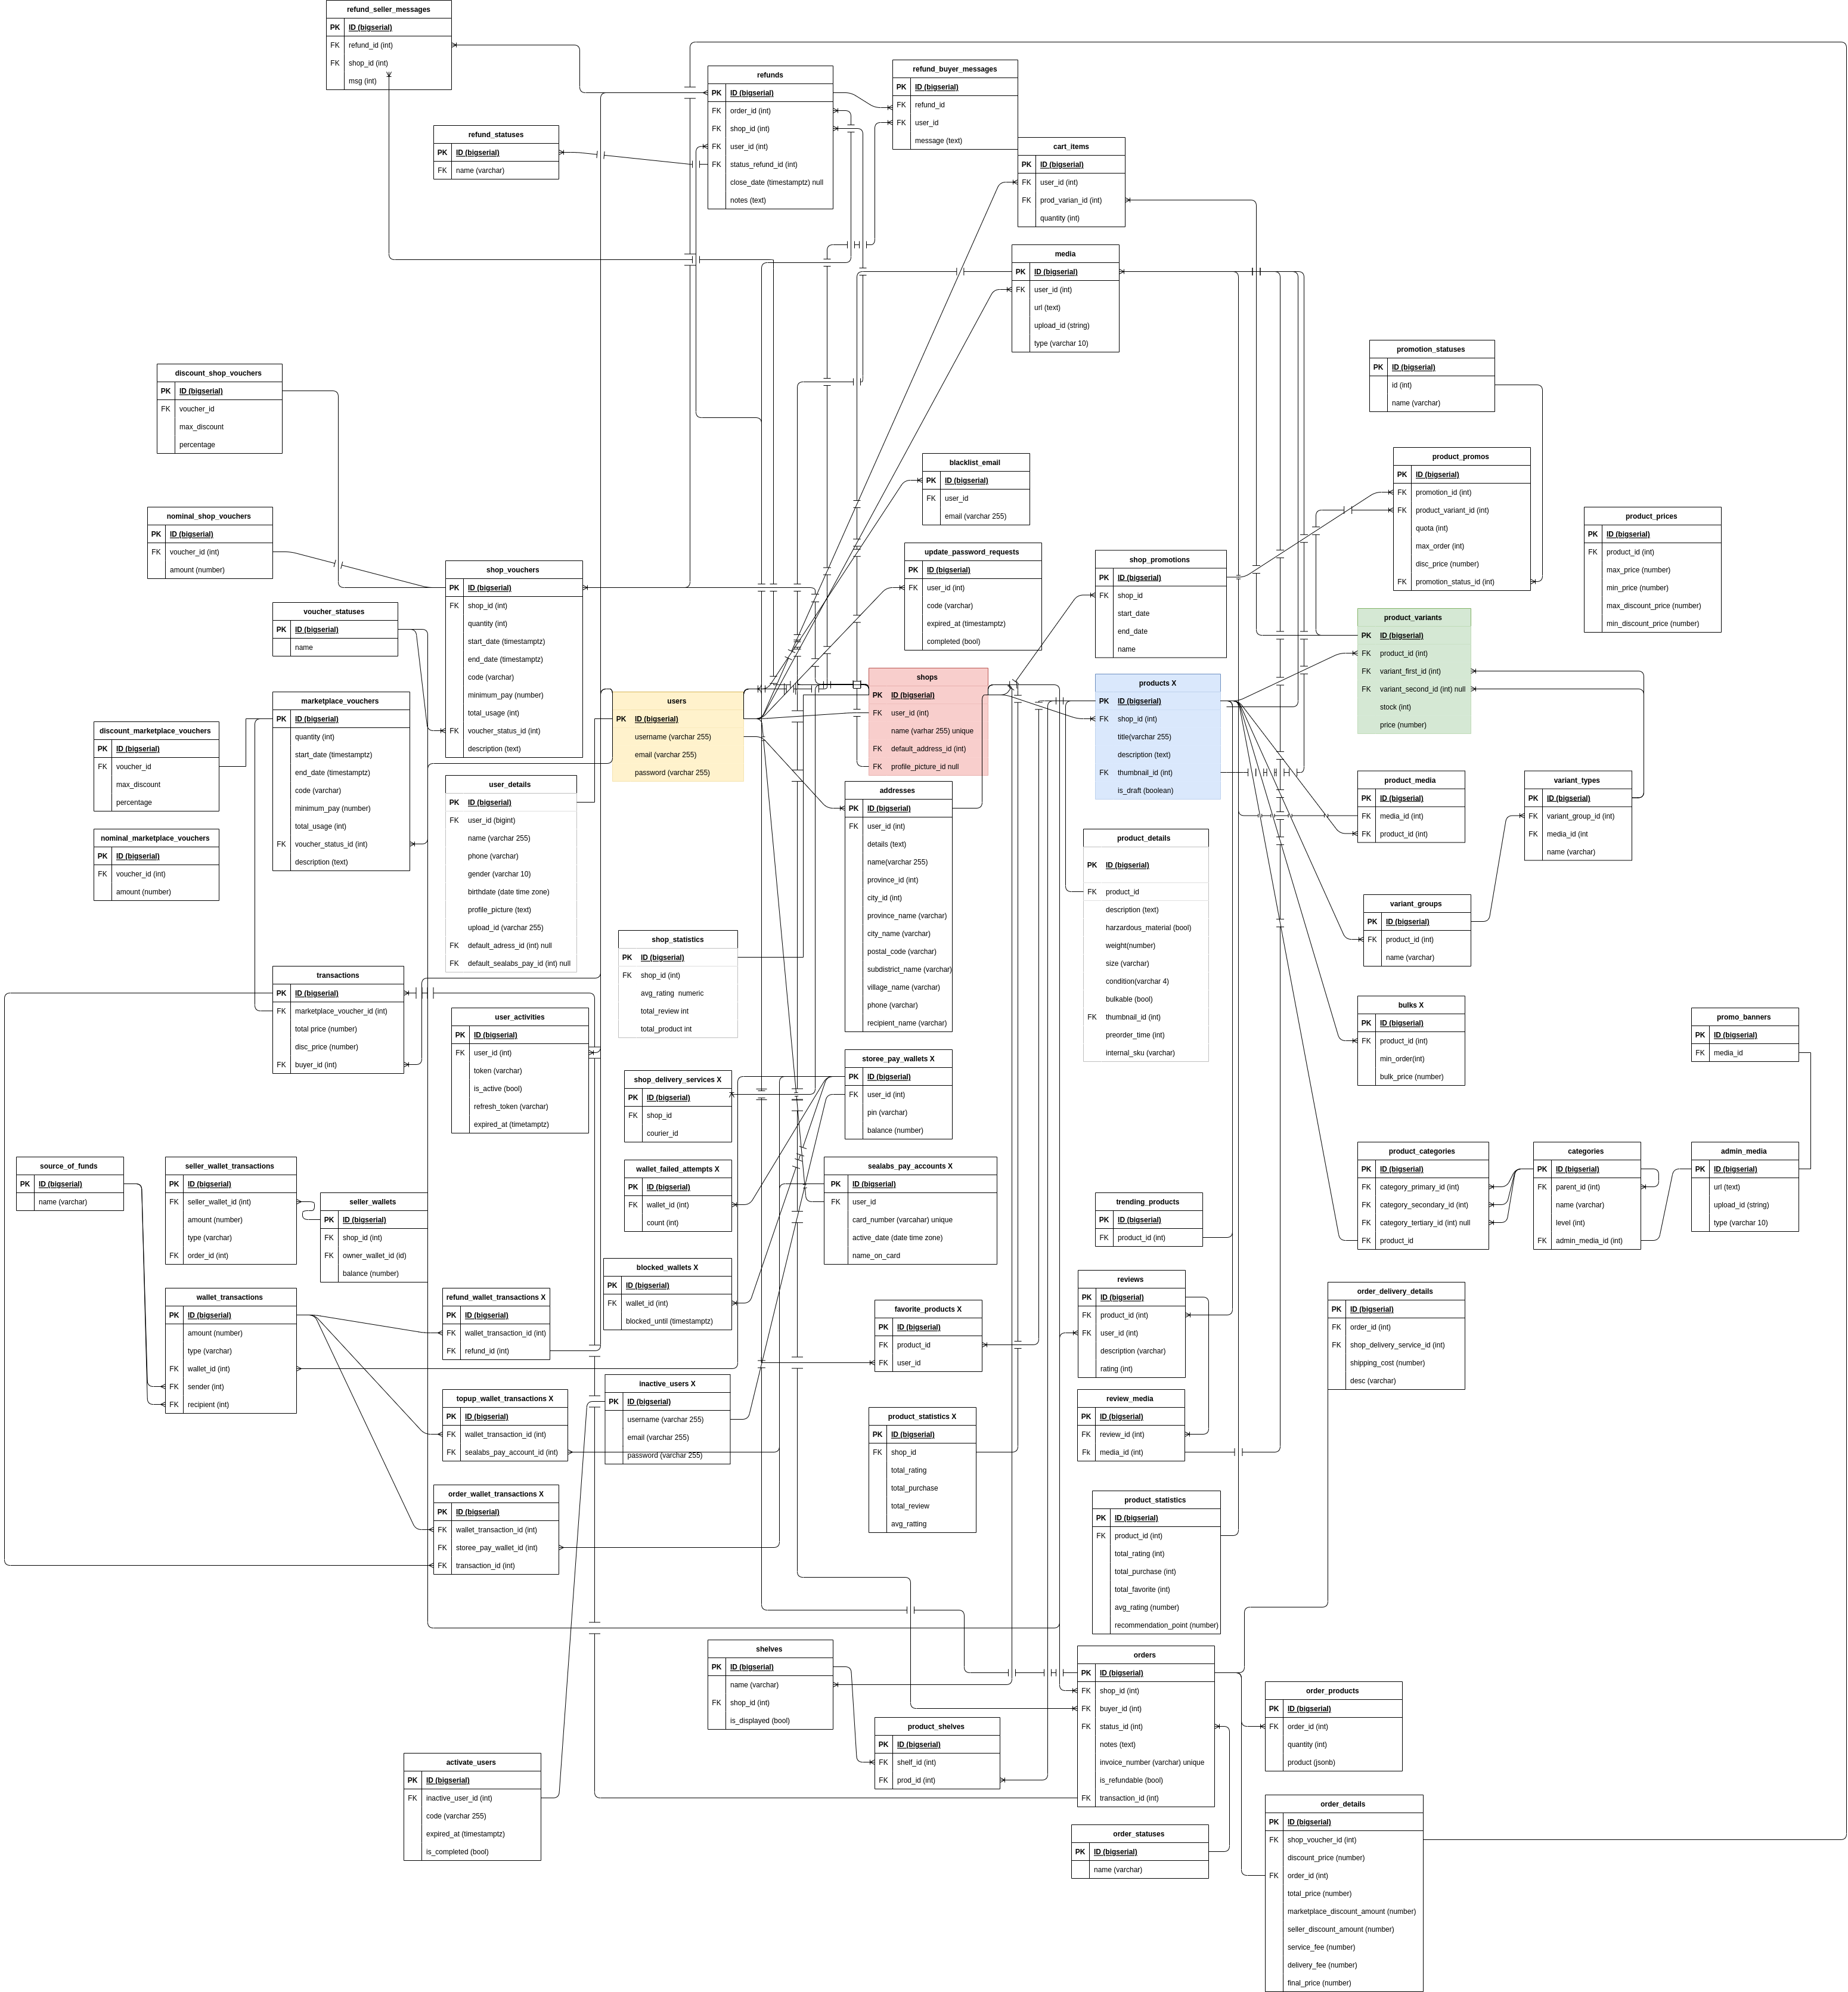 refund_seller_messages
PK ID (bigserial)
FK refund_id (int)
FK shop_id (int)
msg (int)
refunds
PK ID (bigserial)
FK order_id (int)
FK shop_id (int)
FK user_id (int)
FK status_refund_id (int)
close_date (timestamptz) null
notes (text)
refund_buyer_messages
PK ID (bigserial)
FK refund_id
FK user_id
message (text)
refund_statuses
PK ID (bigserial)
FK name (varchar)
cart_items
PK ID (bigserial)
FK user_id (int)
FK prod_varian_id (int)
quantity (int)
media
PK ID (bigserial)
FK user_id (int)
url (text)
upload_id (string)
type (varchar 10)
promotion_statuses
PK ID (bigserial)
id (int)
name (varchar)
discount_shop_vouchers
PK ID (bigserial)
FK voucher_id
max_discount
percentage
product_promos
PK ID (bigserial)
FK promotion_id (int)
FK product_variant_id (int)
quota (int)
max_order (int)
disc_price (number)
FK promotion_status_id (int)
blacklist_email
PK ID (bigserial)
FK user_id
email (varchar 255)
nominal_shop_vouchers
PK ID (bigserial)
FK voucher_id (int)
amount (number)
product_prices
PK ID (bigserial)
FK product_id (int)
max_price (number)
min_price (number)
max_discount_price (number)
min_discount_price (number)
update_password_requests
PK ID (bigserial)
FK user_id (int)
code (varchar)
expired_at (timestamptz)
completed (bool)
shop_promotions
PK ID (bigserial)
FK shop_id
start_date
end_date
name
shop_vouchers
PK ID (bigserial)
FK shop_id (int)
quantity (int)
start_date (timestamptz)
end_date (timestamptz)
code (varchar)
minimum_pay (number)
total_usage (int)
FK voucher_status_id (int)
description (text)
voucher_statuses
PK ID (bigserial)
name
product_variants
PK ID (bigserial)
FK product_id (int)
FK variant_first_id (int)
FK variant_second_id (int) null
stock (int)
price (number)
shops
PK ID (bigserial)
FK user_id (int)
name (varhar 255) unique
FK default_address_id (int)
FK profile_picture_id null
products X
PK ID (bigserial)
FK shop_id (int)
title(varchar 255)
description (text)
FK thumbnail_id (int)
is_draft (boolean)
users
PK ID (bigserial)
username (varchar 255)
email (varchar 255)
password (varchar 255)
marketplace_vouchers
PK ID (bigserial)
quantity (int)
start_date (timestamptz)
end_date (timestamptz)
code (varchar)
minimum_pay (number)
total_usage (int)
FK voucher_status_id (int)
description (text)
discount_marketplace_vouchers
PK ID (bigserial)
FK voucher_id
max_discount
percentage
user_details
PK ID (bigserial)
FK user_id (bigint)
name (varchar 255)
phone (varchar)
gender (varchar 10)
birthdate (date time zone)
profile_picture (text)
upload_id (varchar 255)
FK default_adress_id (int) null
FK default_sealabs_pay_id (int) null
addresses
PK ID (bigserial)
FK user_id (int)
details (text)
name(varchar 255)
province_id (int)
city_id (int)
province_name (varchar)
city_name (varchar)
postal_code (varchar)
subdistrict_name (varchar)
village_name (varchar)
phone (varchar)
recipient_name (varchar)
product_media
PK ID (bigserial)
FK media_id (int)
FK product_id (int)
variant_types
PK ID (bigserial)
FK variant_group_id (int)
FK media_id (int
name (varchar)
nominal_marketplace_vouchers
PK ID (bigserial)
FK voucher_id (int)
amount (number)
product_details
PK ID (bigserial)
FK product_id
description (text)
harzardous_material (bool)
weight(number)
size (varchar)
condition(varchar 4)
bulkable (bool)
FK thumbnail_id (int)
preorder_time (int)
internal_sku (varchar)
variant_groups
PK ID (bigserial)
FK product_id (int)
name (varchar)
shop_statistics
PK ID (bigserial)
FK shop_id (int)
avg_rating numeric
total_review int
total_product int
transactions
PK ID (bigserial)
FK marketplace_voucher_id (int)
total price (number)
disc_price (number)
FK buyer_id (int)
bulks X
PK ID (bigserial)
FK product_id (int)
min_order(int)
bulk_price (number)
user_activities
PK ID (bigserial)
FK user_id (int)
token (varchar)
is_active (bool)
refresh_token (varchar)
expired_at (timetamptz)
promo_banners
PK ID (bigserial)
FK media_id
storee_pay_wallets X
PK ID (bigserial)
FK user_id (int)
pin (varchar)
balance (number)
shop_delivery_services X
PK ID (bigserial)
FK shop_id
courier_id
product_categories
PK ID (bigserial)
FK category_primary_id (int)
FK category_secondary_id (int)
FK category_tertiary_id (int) null
FK product_id
categories
PK ID (bigserial)
FK parent_id (int)
name (varchar)
level (int)
FK admin_media_id (int)
admin_media
PK ID (bigserial)
url (text)
upload_id (string)
type (varchar 10)
source_of_funds
PK ID (bigserial)
name (varchar)
seller_wallet_transactions
PK ID (bigserial)
FK seller_wallet_id (int)
amount (number)
type (varchar)
FK order_id (int)
seller_wallets
PK ID (bigserial)
FK shop_id (int)
FK owner_wallet_id (id)
balance (number)
wallet_failed_attempts X
PK ID (bigserial)
FK wallet_id (int)
count (int)
sealabs_pay_accounts X
PK ID (bigserial)
FK user_id
card_number (varcahar) unique
active_date (date time zone)
name_on_card
trending_products
PK ID (bigserial)
FK product_id (int)
blocked_wallets X
PK ID (bigserial)
FK wallet_id (int)
blocked_until (timestamptz)
reviews
PK ID (bigserial)
FK product_id (int)
FK user_id (int)
description (varchar)
rating (int)
order_delivery_details
PK ID (bigserial)
FK order_id (int)
FK shop_delivery_service_id (int)
shipping_cost (number)
desc (varchar)
wallet_transactions
PK ID (bigserial)
amount (number)
type (varchar)
FK wallet_id (int)
FK sender (int)
FK recipient (int)
refund_wallet_transactions X
PK ID (bigserial)
FK wallet_transaction_id (int)
FK refund_id (int)
favorite_products X
PK ID (bigserial)
FK product_id
FK user_id
inactive_users X
PK ID (bigserial)
username (varchar 255)
email (varchar 255)
password (varchar 255)
topup_wallet_transactions X
PK ID (bigserial)
FK wallet_transaction_id (int)
FK sealabs_pay_account_id (int)
review_media
PK ID (bigserial)
FK review_id (int)
Fk media_id (int)
product_statistics X
PK ID (bigserial)
FK shop_id
total_rating
total_purchase
total_review
avg_ratting
order_wallet_transactions X
PK ID (bigserial)
FK wallet_transaction_id (int)
FK storee_pay_wallet_id (int)
FK transaction_id (int)
product_statistics
PK ID (bigserial)
FK product_id (int)
total_rating (int)
total_purchase (int)
total_favorite (int)
avg_rating (number)
recommendation_point (number)
shelves
PK ID (bigserial)
name (varchar)
FK shop_id (int)
is_displayed (bool)
orders
PK ID (bigserial)
FK shop_id (int)
FK buyer_id (int)
FK status_id (int)
notes (text)
invoice_number (varchar) unique
is_refundable (bool)
FK transaction_id (int)
order_products
PK ID (bigserial)
FK order_id (int)
quantity (int)
product (jsonb)
product_shelves
PK ID (bigserial)
FK shelf_id (int)
FK prod_id (int)
activate_users
PK ID (bigserial)
FK inactive_user_id (int)
code (varchar 255)
expired_at (timestamptz)
is_completed (bool)
order_details
PK ID (bigserial)
FK shop_voucher_id (int)
discount_price (number)
FK order_id (int)
total_price (number)
marketplace_discount_amount (number)
seller_discount_amount (number)
service_fee (number)
delivery_fee (number)
final_price (number)
order_statuses
PK ID (bigserial)
name (varchar)